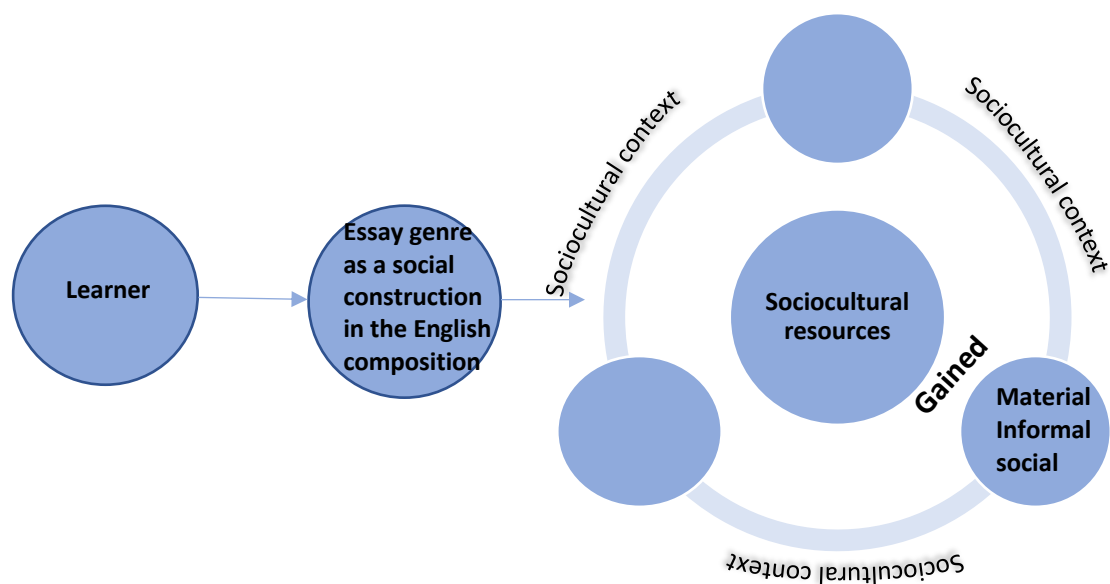 Learner
Essay genre
as a social
construction
in the English
composition
Sociocultural context
Sociocultural context
Sociocultural
resources
Gained
Material
Informal
social
Sociocultural context